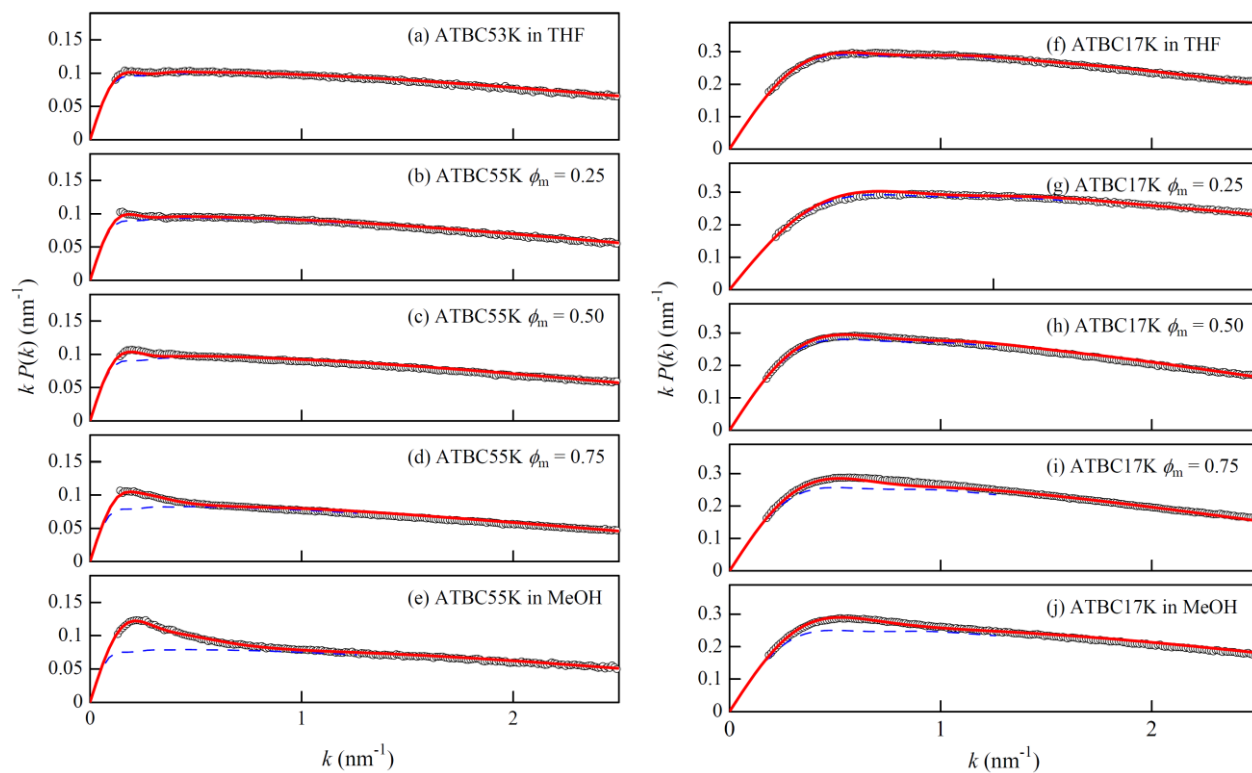 0.15
(a) ATBC53K in THF
0.1
0.05
0
0.15
(b) ATBC55K ϕm = 0.25
0.1
0.05
0
0.15
(c) ATBC55K ϕm = 0.50
0.1
0.05
0
0.15
(d) ATBC55K ϕm = 0.75
0.1
0.05
0
0.15
(e) ATBC55K in MeOH
0.1
0.05
0
0 1 2
k (nm⁻¹)
k P(k) (nm⁻¹)
(f) ATBC17K in THF
0.3
0.2
0.1
0
(g) ATBC17K ϕm = 0.25
0.3
0.2
0.1
0
(h) ATBC17K ϕm = 0.50
0.3
0.2
0.1
0
(i) ATBC17K ϕm = 0.75
0.3
0.2
0.1
0
(j) ATBC17K in MeOH
0.3
0.2
0.1
0
0 1 2
k (nm⁻¹)
k P(k) (nm⁻¹)